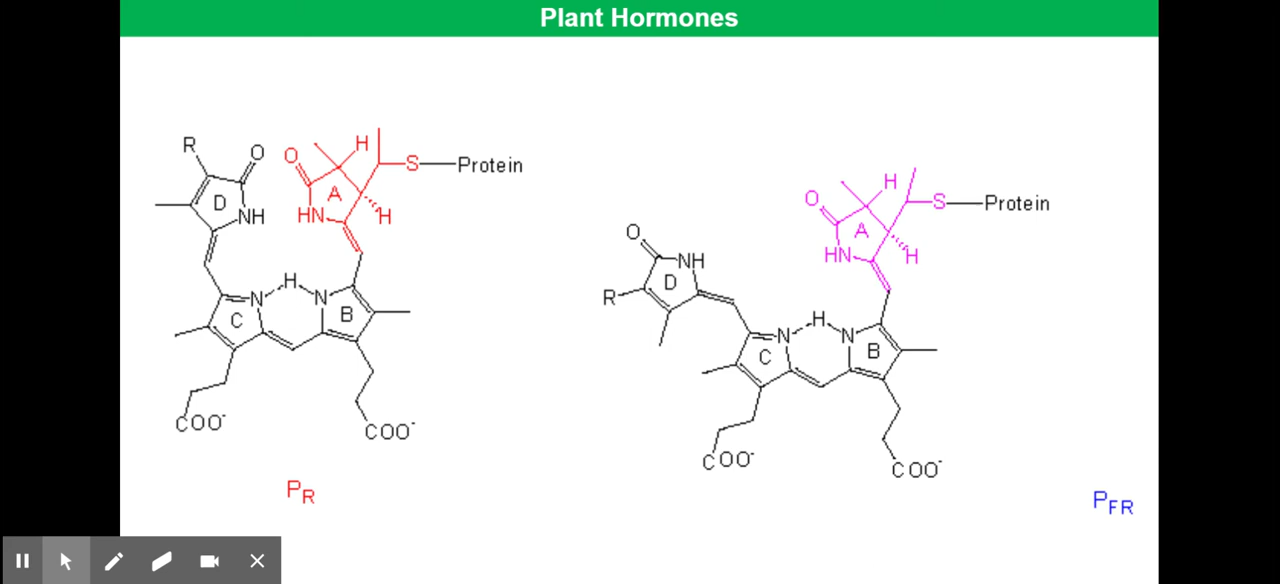 Plant Hormones
R
O
O
H
S
Protein
D
A
NH
HN
H
H
N
N
C
B
COO-
COO-
PR
O
H
S
Protein
A
O
NH
HN
H
D
R
H
N
N
C
B
COO-
COO-
PFR